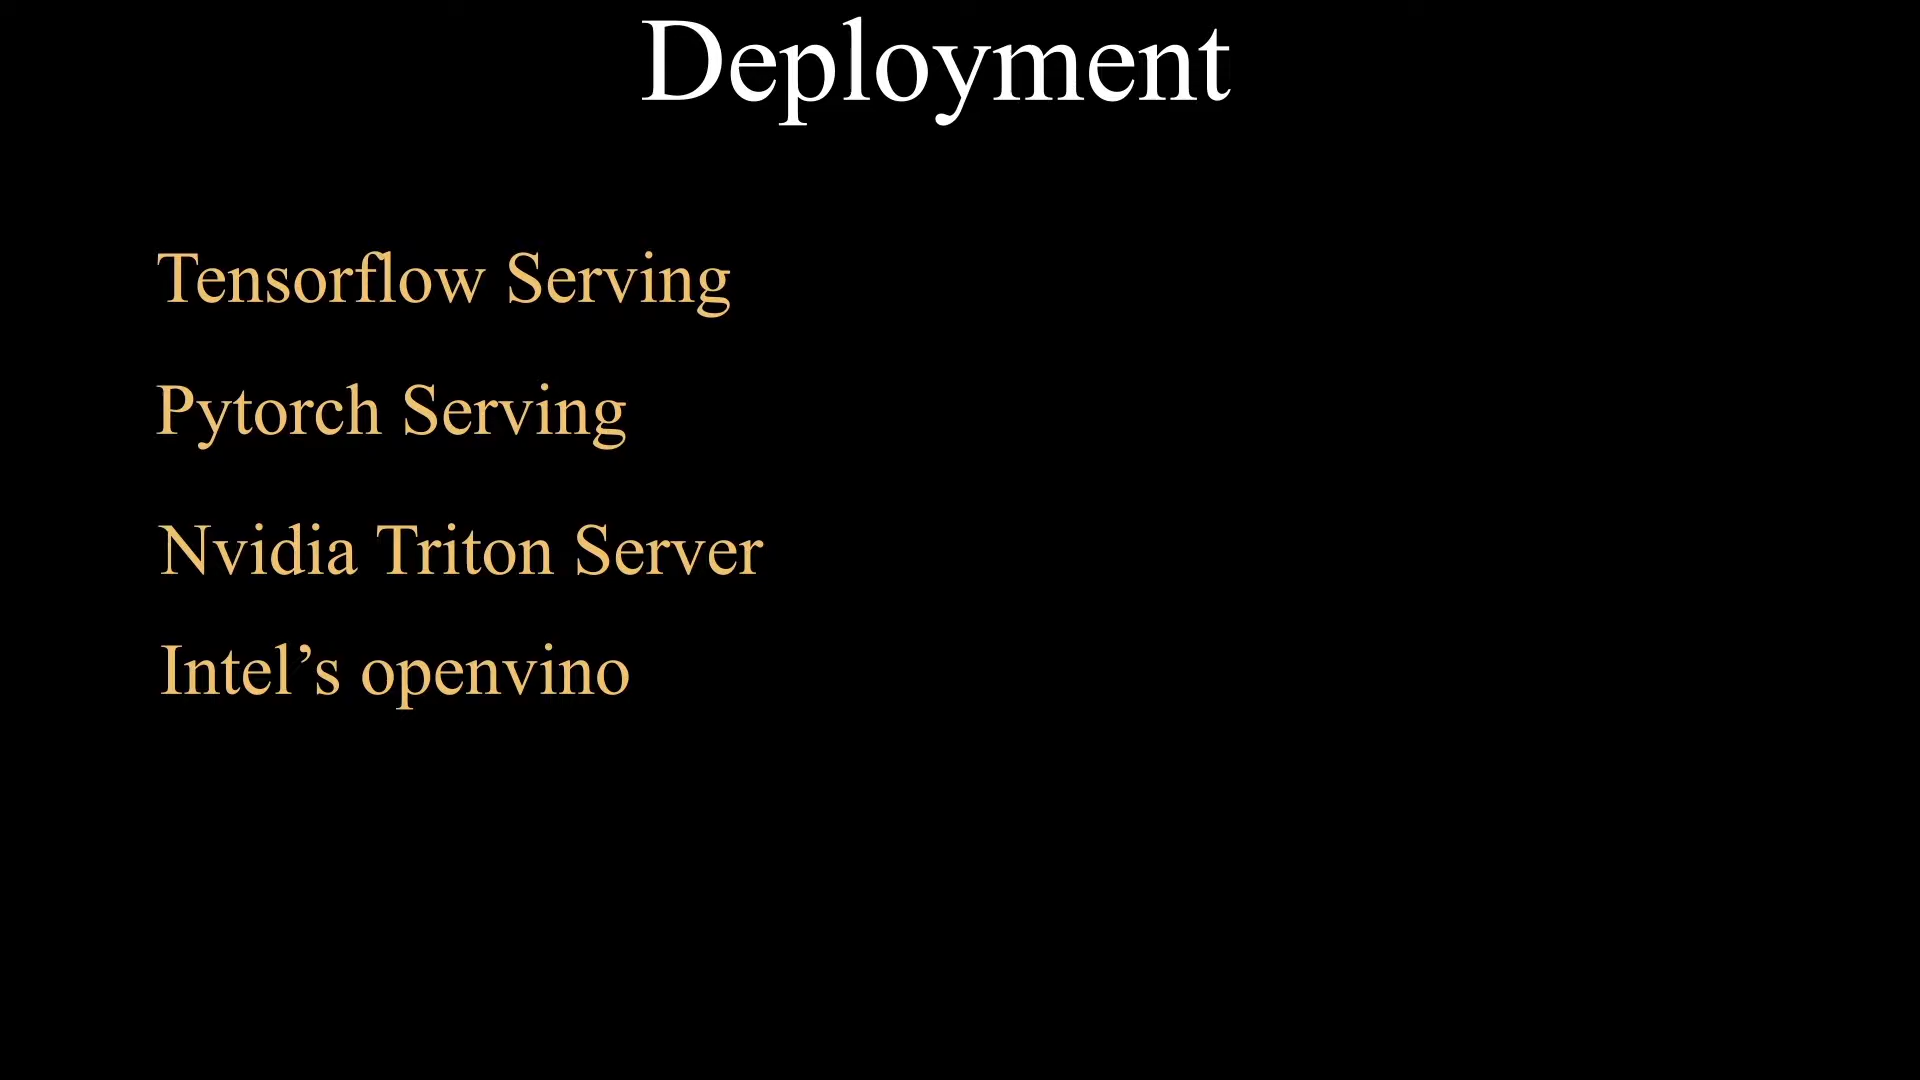 Deployment
Tensorflow Serving
Pytorch Serving
Nvidia Triton Server
Intel’s openvino